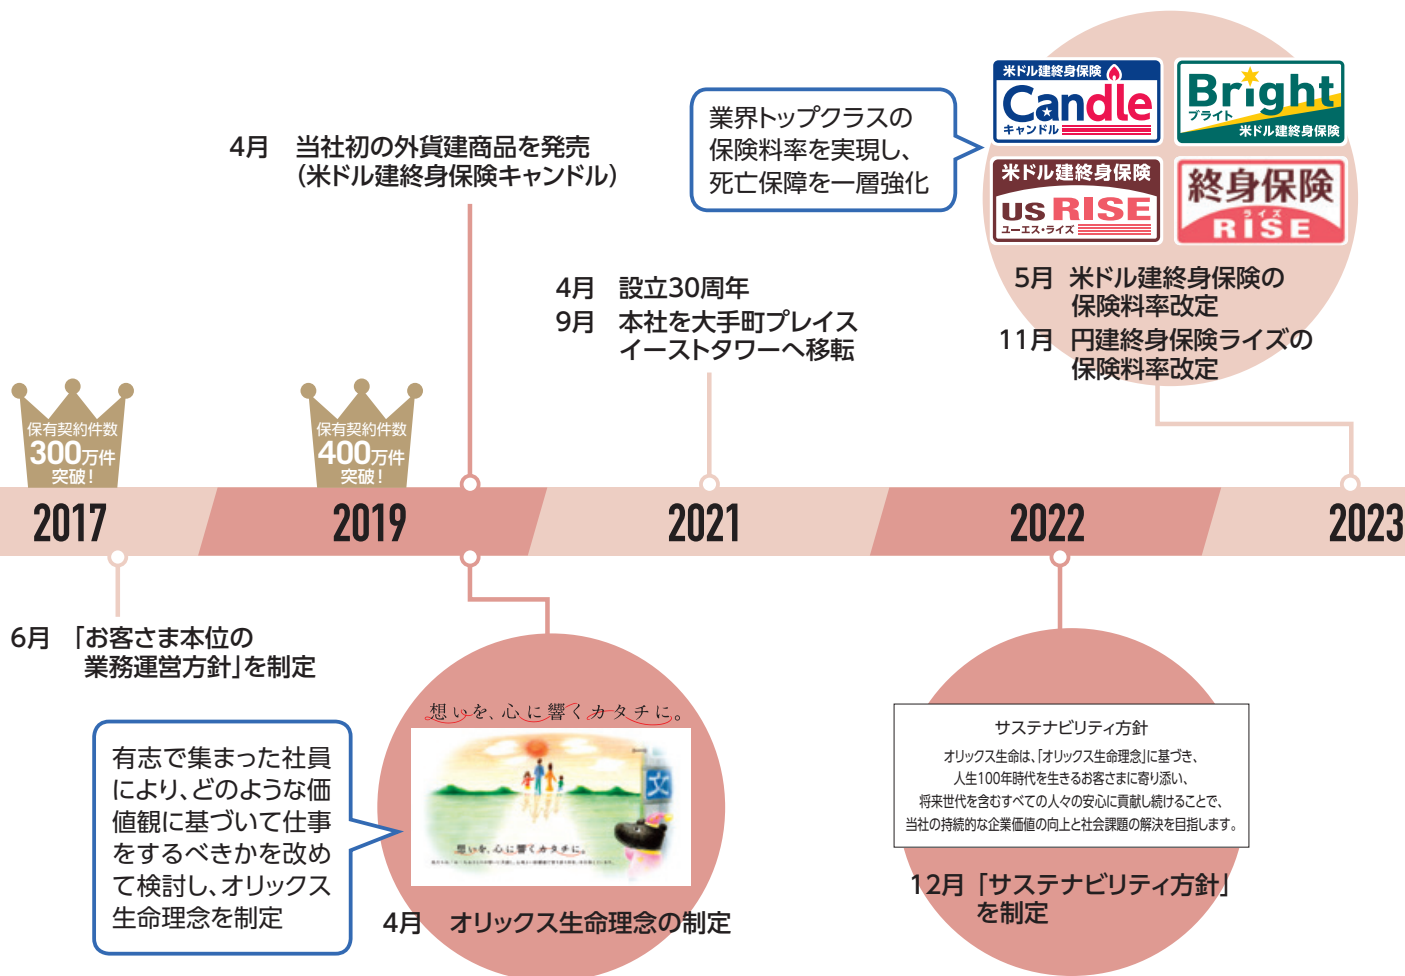 4月 当社初の外貨建商品を発売
（米ドル建終身保険キャンドル）
業界トップクラスの
保険料率を実現し、
死亡保障を一層強化
米ドル建終身保険
Candle
キャンドル
Bright
ブライト
米ドル建終身保険
米ドル建終身保険
US RISE
ユーエス・ライズ
終身保険
ライズ
RISE
4月 設立30周年
9月 本社を大手町プレイス
イーストタワーへ移転
5月 米ドル建終身保険の
保険料率改定
11月 円建終身保険ライズの
保険料率改定
保有契約件数
300万件
突破！
保有契約件数
400万件
突破！
2017
2019
2021
2022
2023
6月 「お客さま本位の
業務運営方針」を制定
有志で集まった社員
により、どのような価
値観に基づいて仕事
をするべきかを改め
て検討し、オリックス
生命理念を制定
想いを、心に響くカタチに。
文
想いを、心に響くカタチに。
4月 オリックス生命理念の制定
サステナビリティ方針
オリックス生命は、「オリックス生命理念」に基づき、
人生100年時代を生きるお客さまに寄り添い、
将来世代を含むすべての人々の安心に貢献し続けることで、
当社の持続的な企業価値の向上と社会課題の解決を目指します。
12月 「サステナビリティ方針」
を制定